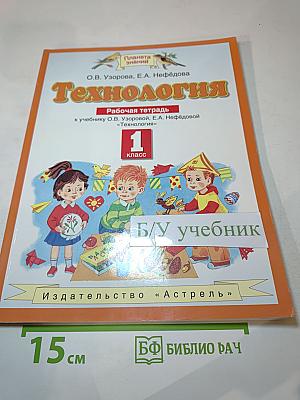 Планета знаний
О.В. Узорова, Е.А. Нефёдова
Технология
Рабочая тетрадь
к учебнику О.В. Узоровой, Е.А. Нефёдовой
«Технология»
1
класс
Б/У учебник
Издательство «Астрель»
15 см
БФ БИБЛИО РАЧ